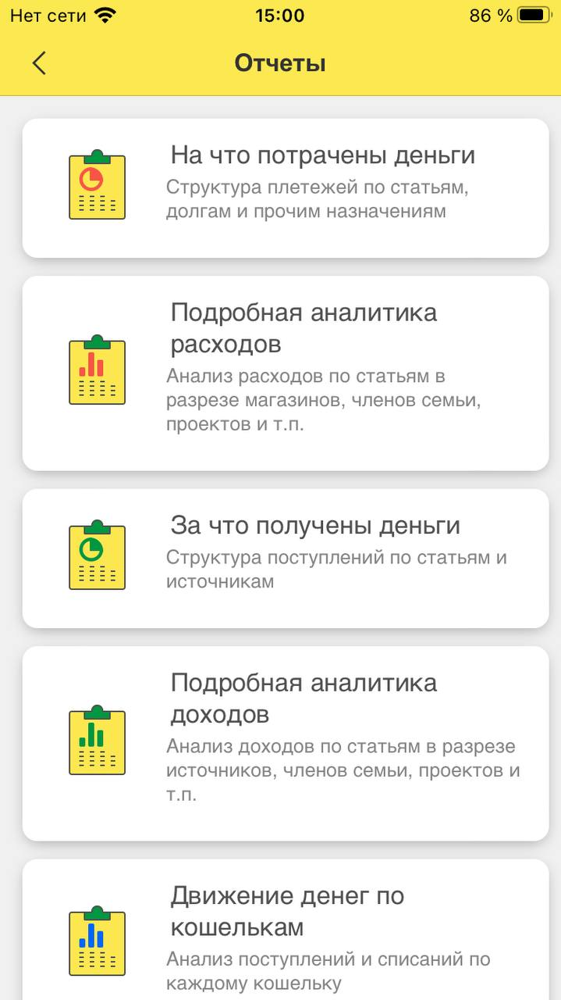 Нет сети 15:00 86 %
Отчеты
На что потрачены деньги
Структура плетежей по статьям,
долгам и прочим назначениям
Подробная аналитика
расходов
Анализ расходов по статьям в
разрезе магазинов, членов семьи,
проектов и т.п.
За что получены деньги
Структура поступлений по статьям и
источникам
Подробная аналитика
доходов
Анализ доходов по статьям в разрезе
источников, членов семьи, проектов и
т.п.
Движение денег по
кошелькам
Анализ поступлений и списаний по
каждому кошельку